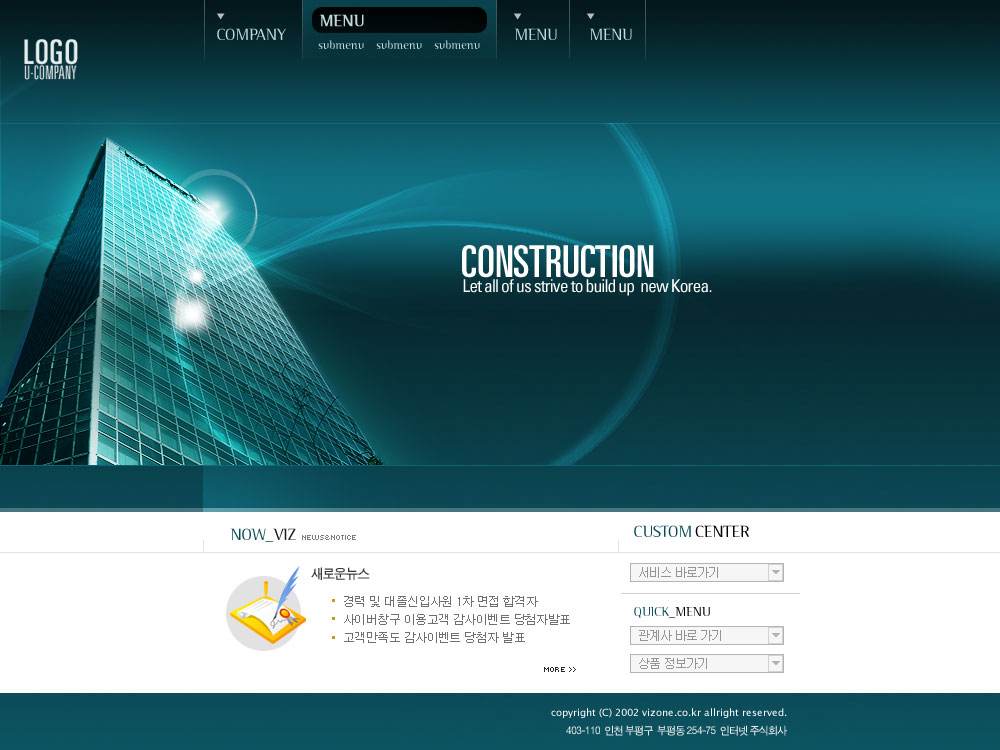 LOGO
U-COMPANY
COMPANY
MENU
submenu submenu submenu
MENU
MENU
CONSTRUCTION
Let all of us strive to build up new Korea.
NOW_VIZ NEWS&NOTICE
새로운뉴스
경력 및 대졸신입사원 1차 면접 합격자
사이버창구 이용고객 감사이벤트 당첨자발표
고객만족도 감사이벤트 당첨자 발표
MORE >>
CUSTOM CENTER
서비스 바로가기
QUICK_MENU
관계사 바로 가기
상품 정보가기
copyright (C) 2002 vizone.co.kr allright reserved.
403-110 인천 부평구 부평동 254-75 인터넷 주식회사